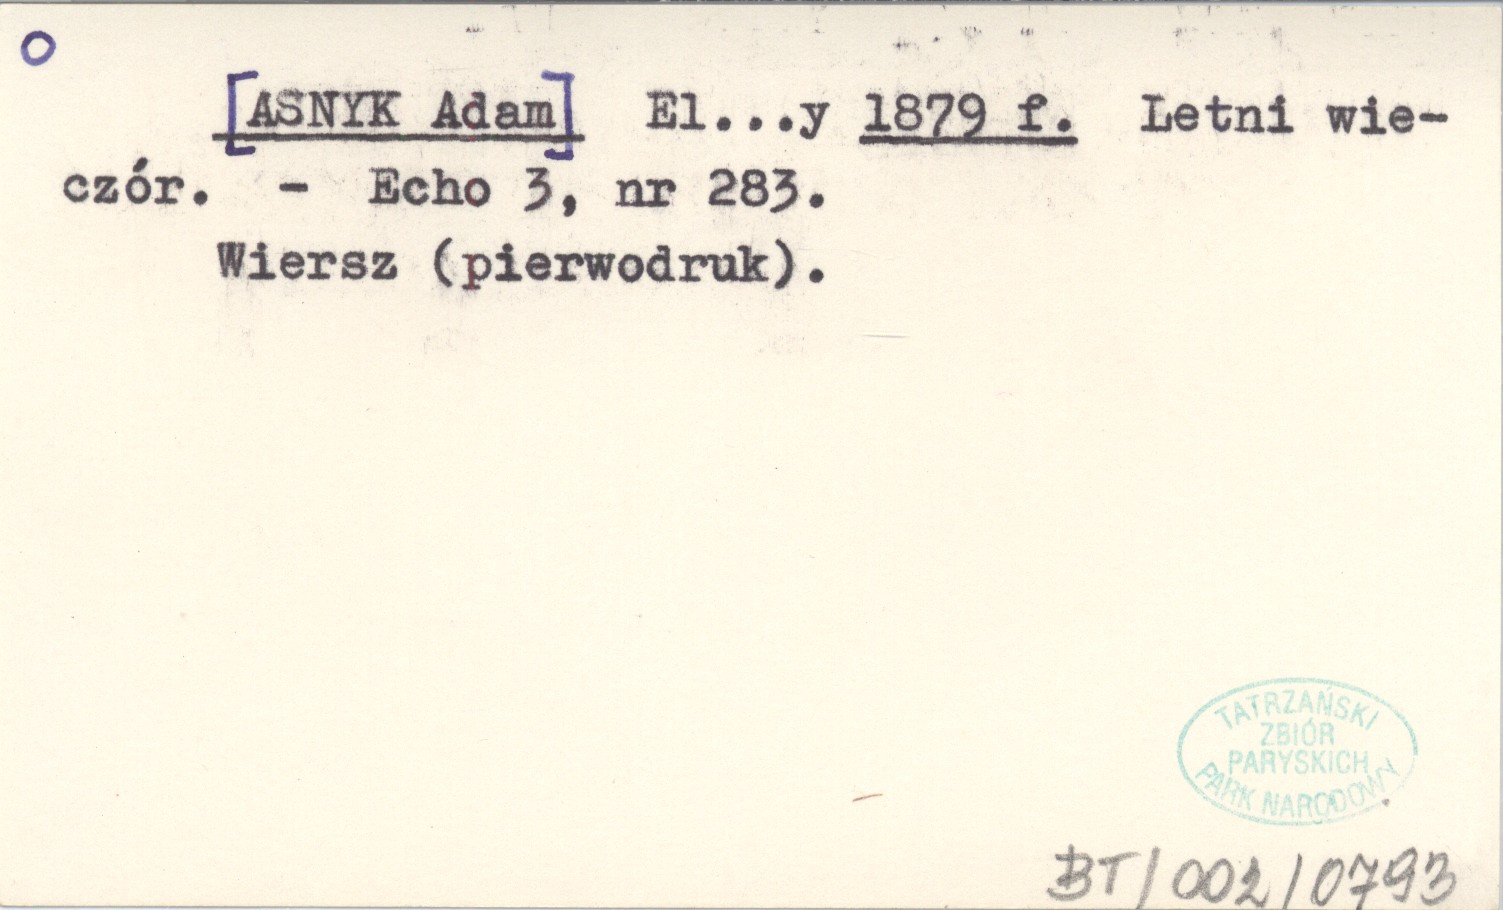 [ASNYK Adam] El...y 1879 f. Letni wie-
czór. - Echo 3, nr 283.
Wiersz (pierwodruk).
TATRZAŃSKI
ZBIÓR
PARYSKICH
PARK NARODOWY
BT/002/0793